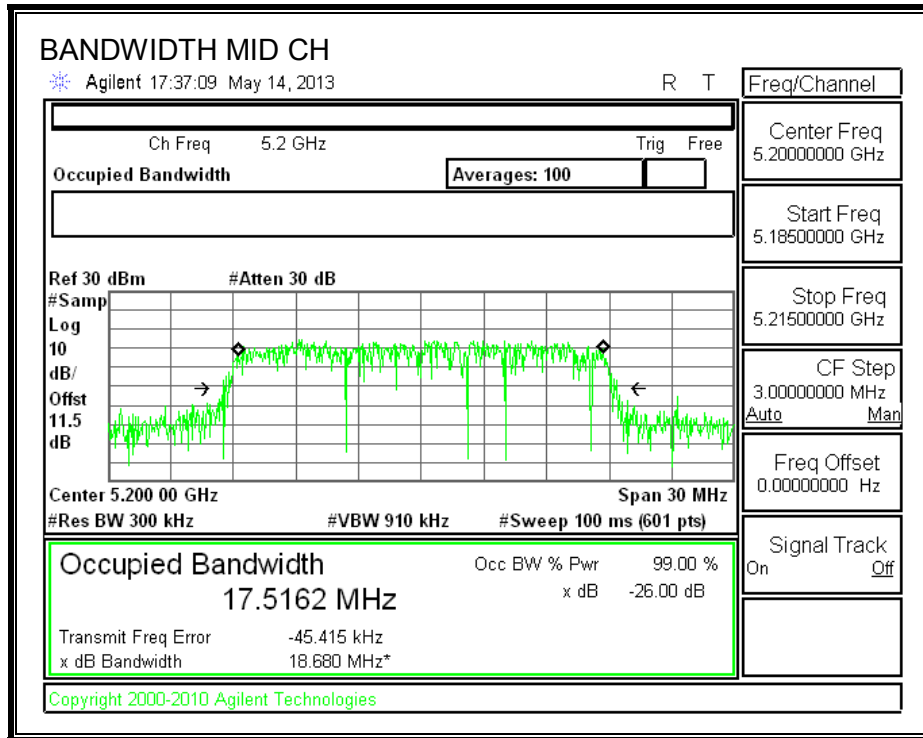 BANDWIDTH MID CH
Agilent 17:37:09 May 14, 2013 R T
Freq/Channel
Ch Freq 5.2 GHz Trig Free
Occupied Bandwidth Averages: 100
Center Freq
5.20000000 GHz
Start Freq
5.18500000 GHz
Stop Freq
5.21500000 GHz
CF Step
3.00000000 MHz
Auto Man
Freq Offset
0.00000000 Hz
Signal Track
On Off
Ref 30 dBm #Atten 30 dB
#Samp
Log
10
dB/
Offst
11.5
dB
Center 5.200 00 GHz Span 30 MHz
#Res BW 300 kHz #VBW 910 kHz #Sweep 100 ms (601 pts)
Occupied Bandwidth Occ BW % Pwr 99.00 %
17.5162 MHz x dB -26.00 dB
Transmit Freq Error -45.415 kHz
x dB Bandwidth 18.680 MHz*
Copyright 2000-2010 Agilent Technologies